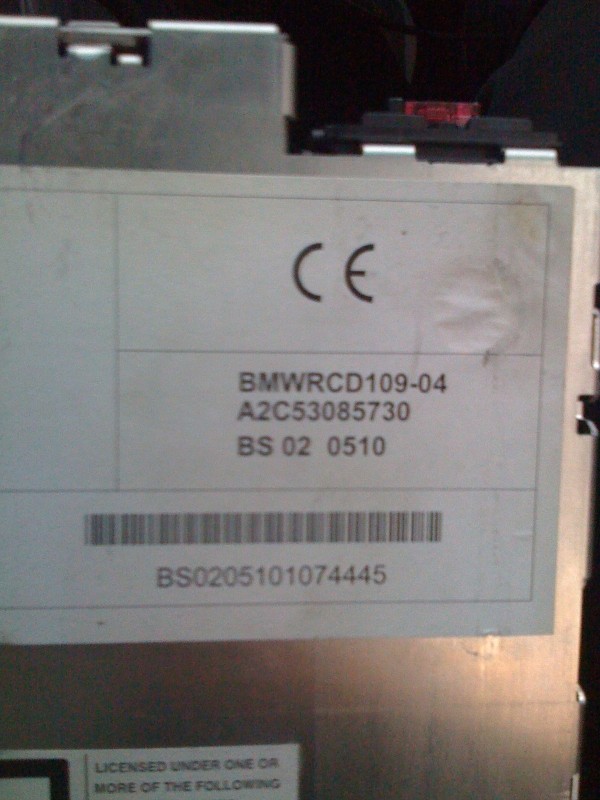 CE
BMWRCD109-04
A2C53085730
BS 02 0510
BS0205101074445
LICENSED UNDER ONE OR
MORE OF THE FOLLOWING